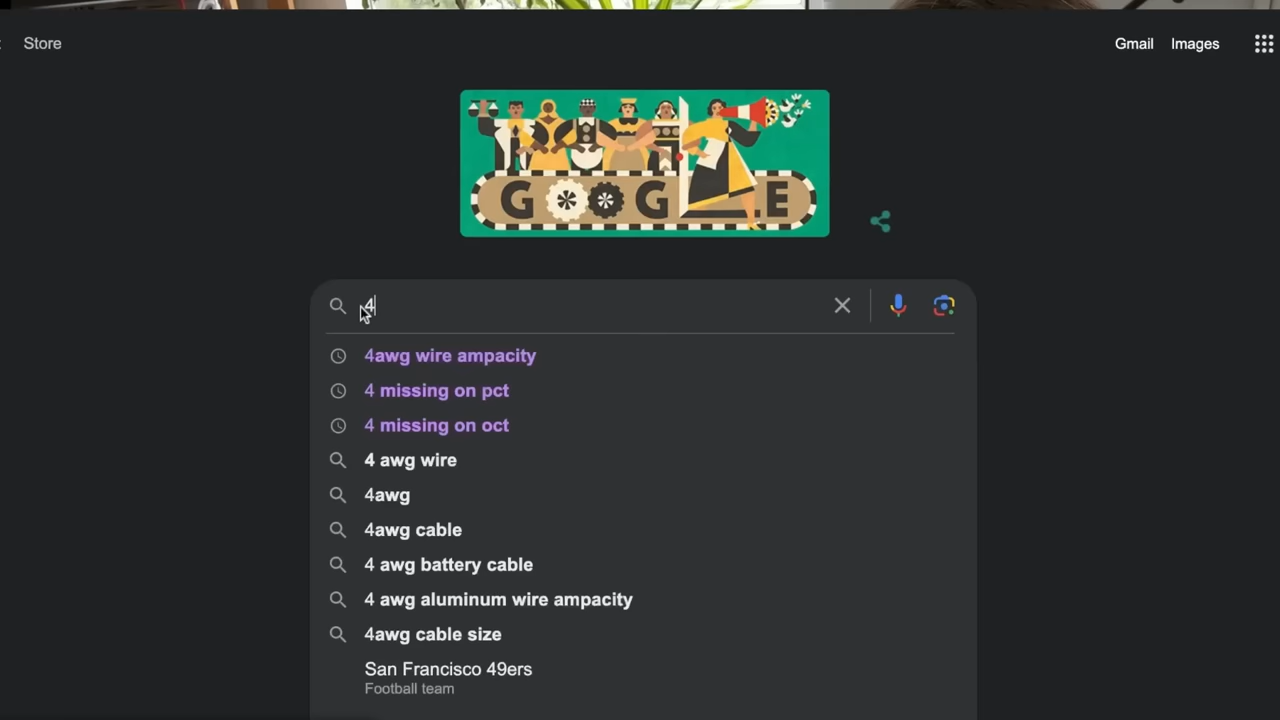 Store
Gmail
Images
GOOGLE
4
4awg wire ampacity
4 missing on pct
4 missing on oct
4 awg wire
4awg
4awg cable
4 awg battery cable
4 awg aluminum wire ampacity
4awg cable size
San Francisco 49ers
Football team